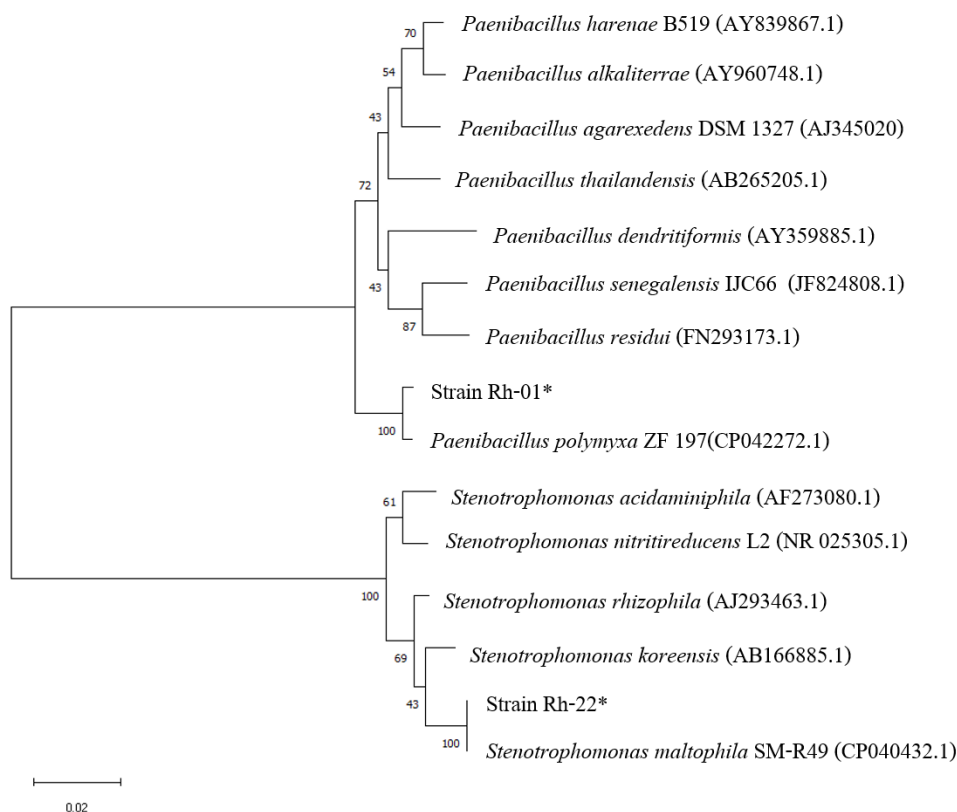 70
Paenibacillus harenae B519 (AY839867.1)
54
Paenibacillus alkaliterrae (AY960748.1)
43
Paenibacillus agarexedens DSM 1327 (AJ345020)
72
Paenibacillus thailandensis (AB265205.1)
Paenibacillus dendritiformis (AY359885.1)
43
Paenibacillus senegalensis IJC66 (JF824808.1)
87
Paenibacillus residui (FN293173.1)
Strain Rh-01*
100
Paenibacillus polymyxa ZF 197(CP042272.1)
61
Stenotrophomonas acidaminiphila (AF273080.1)
Stenotrophomonas nitritireducens L2 (NR 025305.1)
100
Stenotrophomonas rhizophila (AJ293463.1)
69
Stenotrophomonas koreensis (AB166885.1)
43
Strain Rh-22*
100
Stenotrophomonas maltophila SM-R49 (CP040432.1)
0.02